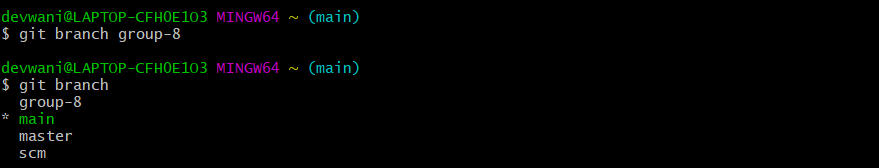 devwani@LAPTOP-CFH0E1O3 MINGW64 ~ (main)
$ git branch group-8
devwani@LAPTOP-CFH0E1O3 MINGW64 ~ (main)
$ git branch
group-8
* main
master
scm